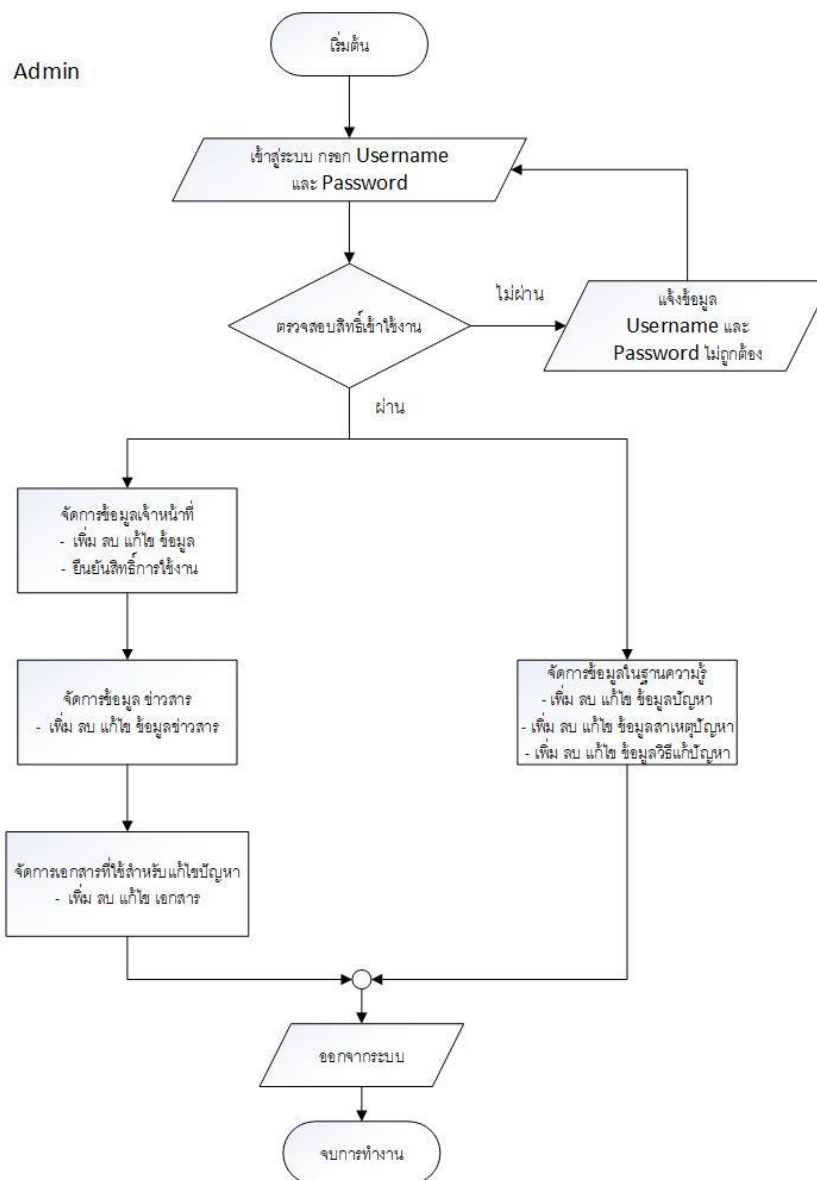 เริ่มต้น
Admin
เข้าสู่ระบบ กรอก Username
และ Password
ตรวจสอบสิทธิ์เข้าใช้งาน
ไม่ผ่าน
แจ้งข้อมูล
Username และ
Password ไม่ถูกต้อง
ผ่าน
จัดการข้อมูลเจ้าหน้าที่
- เพิ่ม ลบ แก้ไข ข้อมูล
- ยืนยันสิทธิ์การใช้งาน
จัดการข้อมูล ข่าวสาร
- เพิ่ม ลบ แก้ไข ข้อมูลข่าวสาร
จัดการข้อมูลในฐานความรู้
- เพิ่ม ลบ แก้ไข ข้อมูลปัญหา
- เพิ่ม ลบ แก้ไข ข้อมูลสาเหตุปัญหา
- เพิ่ม ลบ แก้ไข ข้อมูลวิธีแก้ปัญหา
จัดการเอกสารที่ใช้สำหรับแก้ไขปัญหา
- เพิ่ม ลบ แก้ไข เอกสาร
ออกจากระบบ
จบการทำงาน